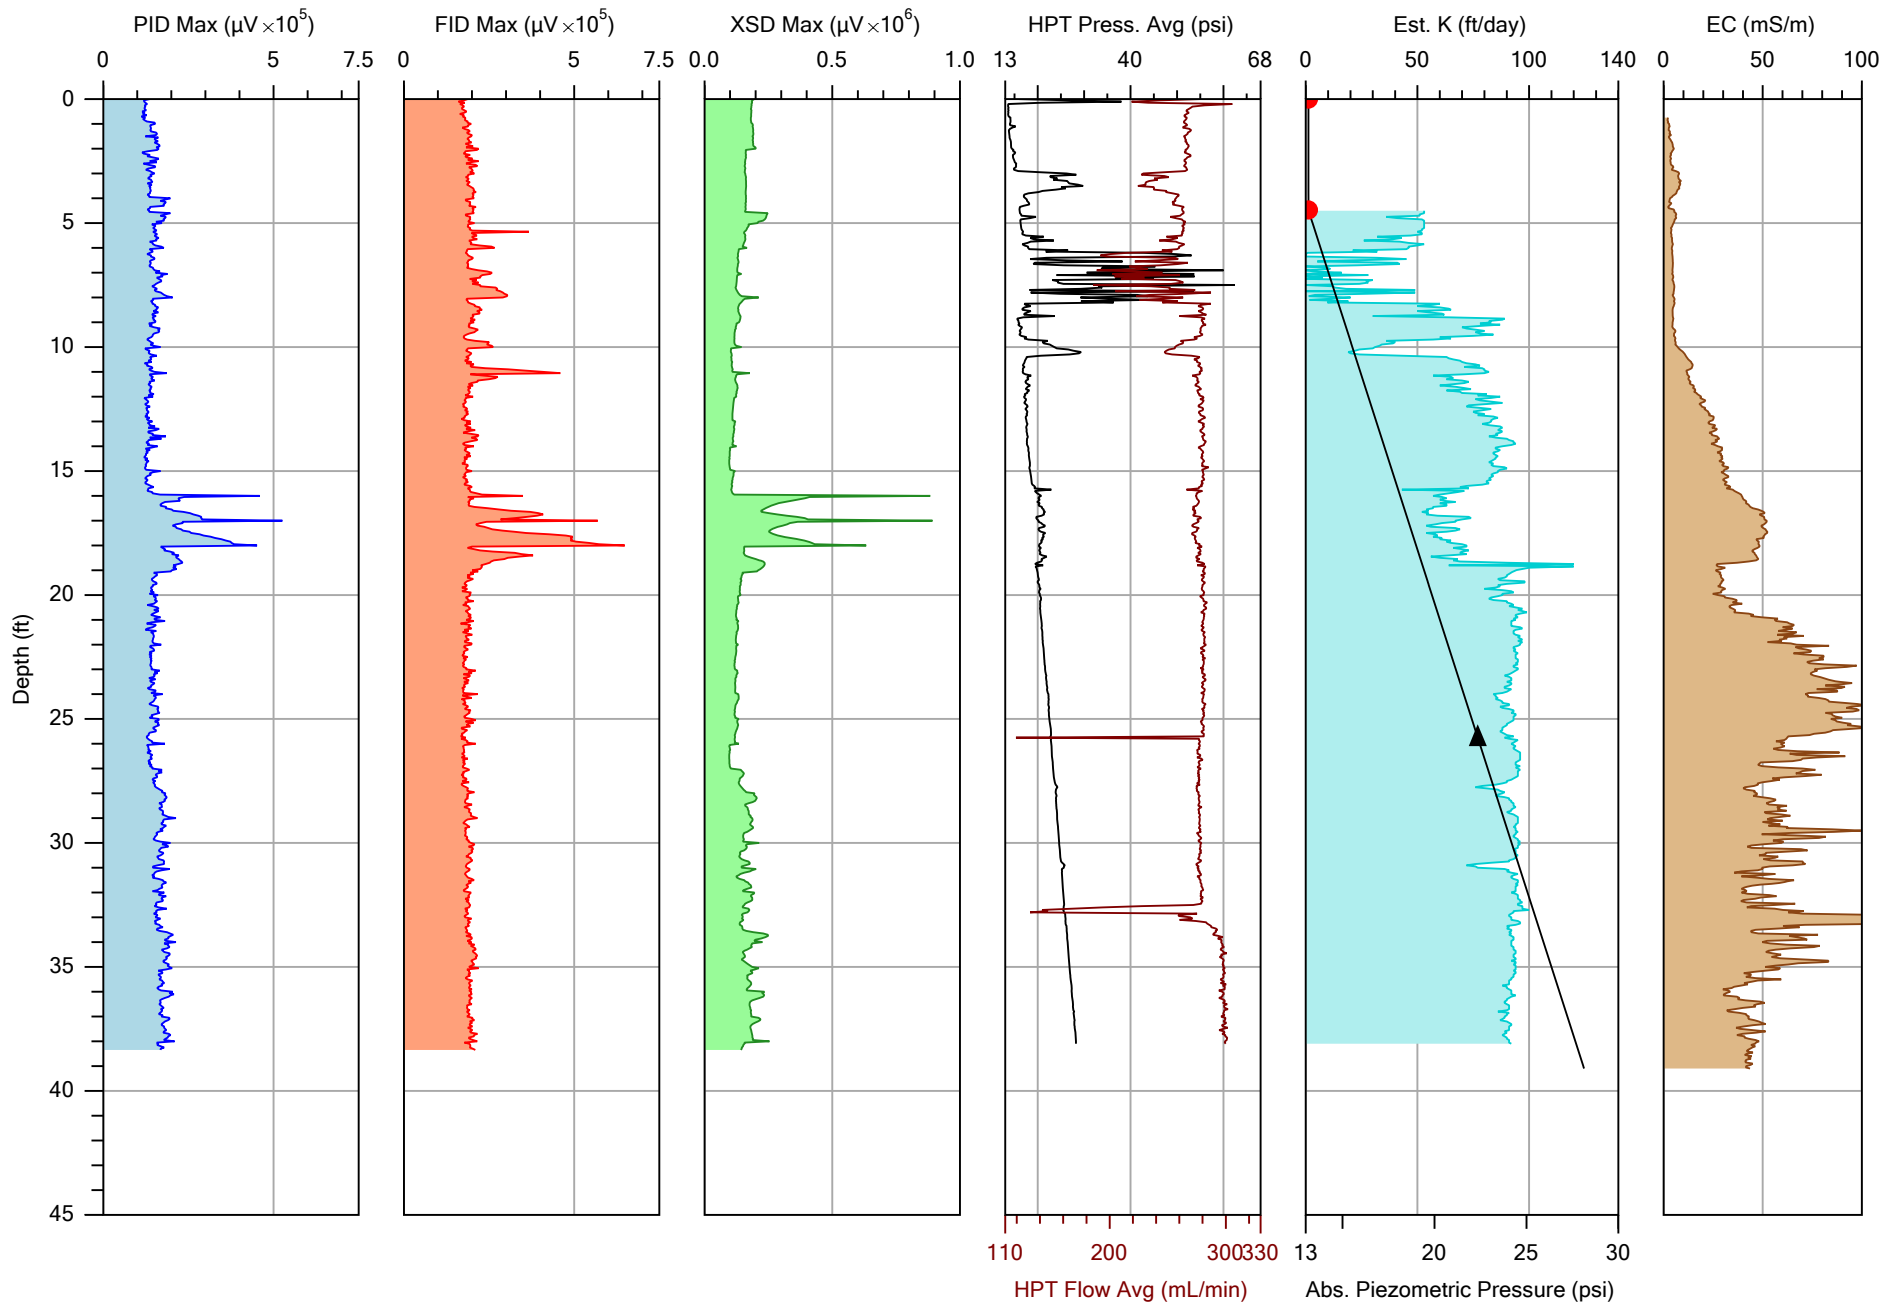 PID Max (µV ×10⁵)
FID Max (µV ×10⁵)
XSD Max (µV ×10⁶)
HPT Press. Avg (psi)
Est. K (ft/day)
EC (mS/m)
0 5 7.5
0 5 7.5
0.0 0.5 1.0
13 40 68
0 50 100 140
0 50 100
0
5
10
15
20
25
30
35
40
45
Depth (ft)
110 200 300 330
13 20 25 30
HPT Flow Avg (mL/min)
Abs. Piezometric Pressure (psi)